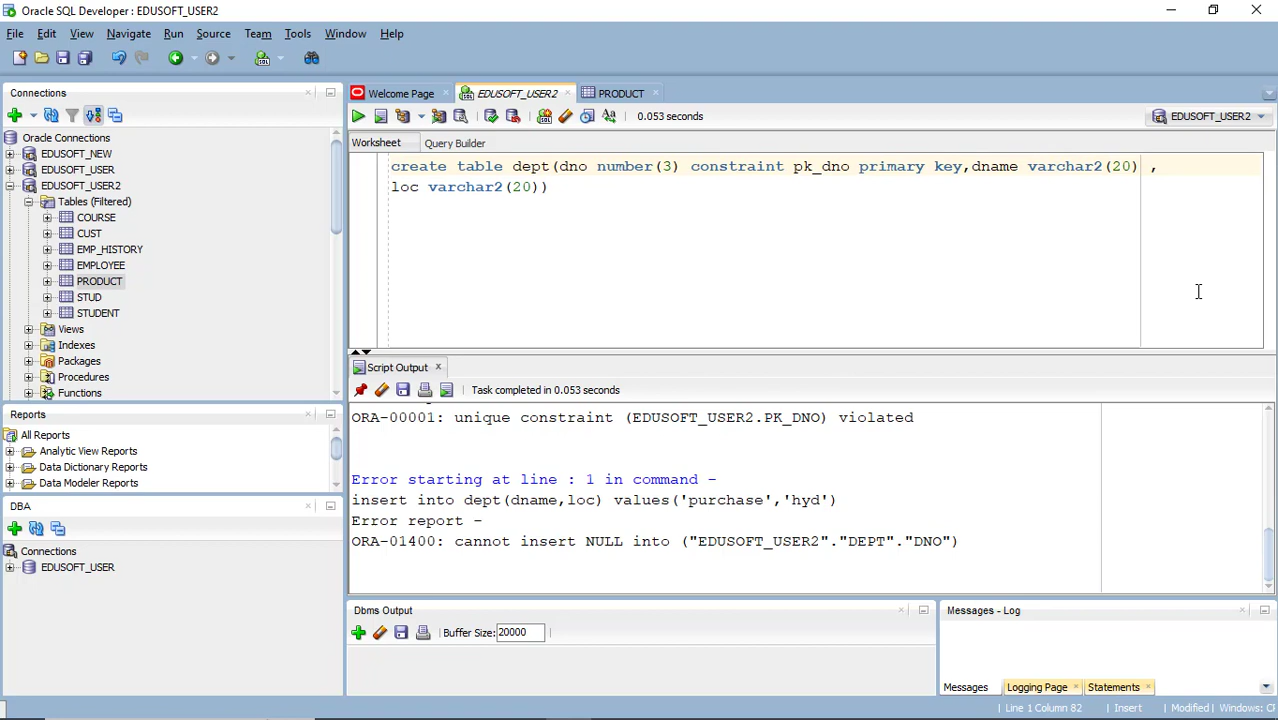 Oracle SQL Developer : EDUSOFT_USER2
File Edit View Navigate Run Source Team Tools Window Help
Connections
Oracle Connections
EDUSOFT_NEW
EDUSOFT_USER
EDUSOFT_USER2
Tables (Filtered)
COURSE
CUST
EMP_HISTORY
EMPLOYEE
PRODUCT
STUD
STUDENT
Views
Indexes
Packages
Procedures
Functions
Reports
All Reports
Analytic View Reports
Data Dictionary Reports
Data Modeler Reports
DBA
Connections
EDUSOFT_USER
Welcome Page EDUSOFT_USER2 PRODUCT
0.053 seconds EDUSOFT_USER2
Worksheet Query Builder
create table dept(dno number(3) constraint pk_dno primary key,dname varchar2(20) ,
loc varchar2(20))
Script Output
Task completed in 0.053 seconds
ORA-00001: unique constraint (EDUSOFT_USER2.PK_DNO) violated
Error starting at line : 1 in command -
insert into dept(dname,loc) values('purchase','hyd')
Error report -
ORA-01400: cannot insert NULL into ("EDUSOFT_USER2"."DEPT"."DNO")
Dbms Output
Buffer Size: 20000
Messages - Log
Messages Logging Page Statements
Line 1 Column 82 Insert Modified Windows: CF